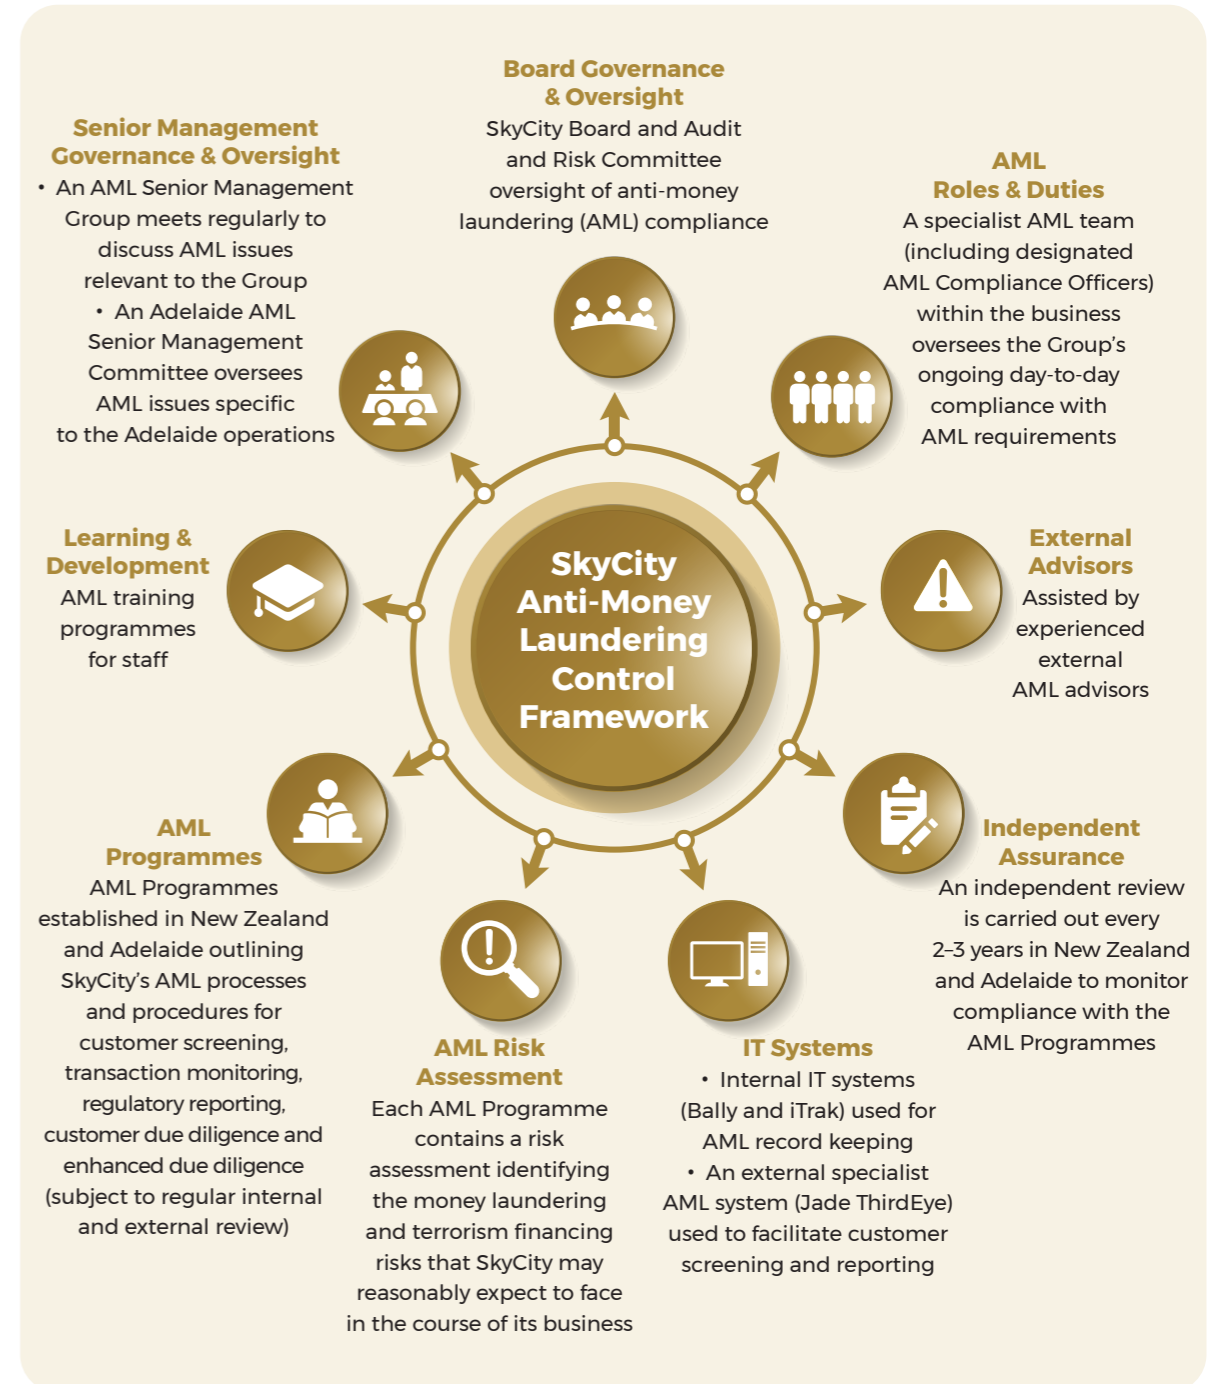 Board Governance
& Oversight
SkyCity Board and Audit
and Risk Committee
oversight of anti-money
laundering (AML) compliance
Senior Management
Governance & Oversight
• An AML Senior Management
Group meets regularly to
discuss AML issues
relevant to the Group
• An Adelaide AML
Senior Management
Committee oversees
AML issues specific
to the Adelaide operations
AML
Roles & Duties
A specialist AML team
(including designated
AML Compliance Officers)
within the business
oversees the Group's
ongoing day-to-day
compliance with
AML requirements
Learning &
Development
AML training
programmes
for staff
SkyCity
Anti-Money
Laundering
Control
Framework
External
Advisors
Assisted by
experienced
external
AML advisors
AML
Programmes
AML Programmes
established in New Zealand
and Adelaide outlining
SkyCity's AML processes
and procedures for
customer screening,
transaction monitoring,
regulatory reporting,
customer due diligence and
enhanced due diligence
(subject to regular internal
and external review)
AML Risk
Assessment
Each AML Programme
contains a risk
assessment identifying
the money laundering
and terrorism financing
risks that SkyCity may
reasonably expect to face
in the course of its business
IT Systems
• Internal IT systems
(Bally and iTrak) used for
AML record keeping
• An external specialist
AML system (Jade ThirdEye)
used to facilitate customer
screening and reporting
Independent
Assurance
An independent review
is carried out every
2–3 years in New Zealand
and Adelaide to monitor
compliance with the
AML Programmes